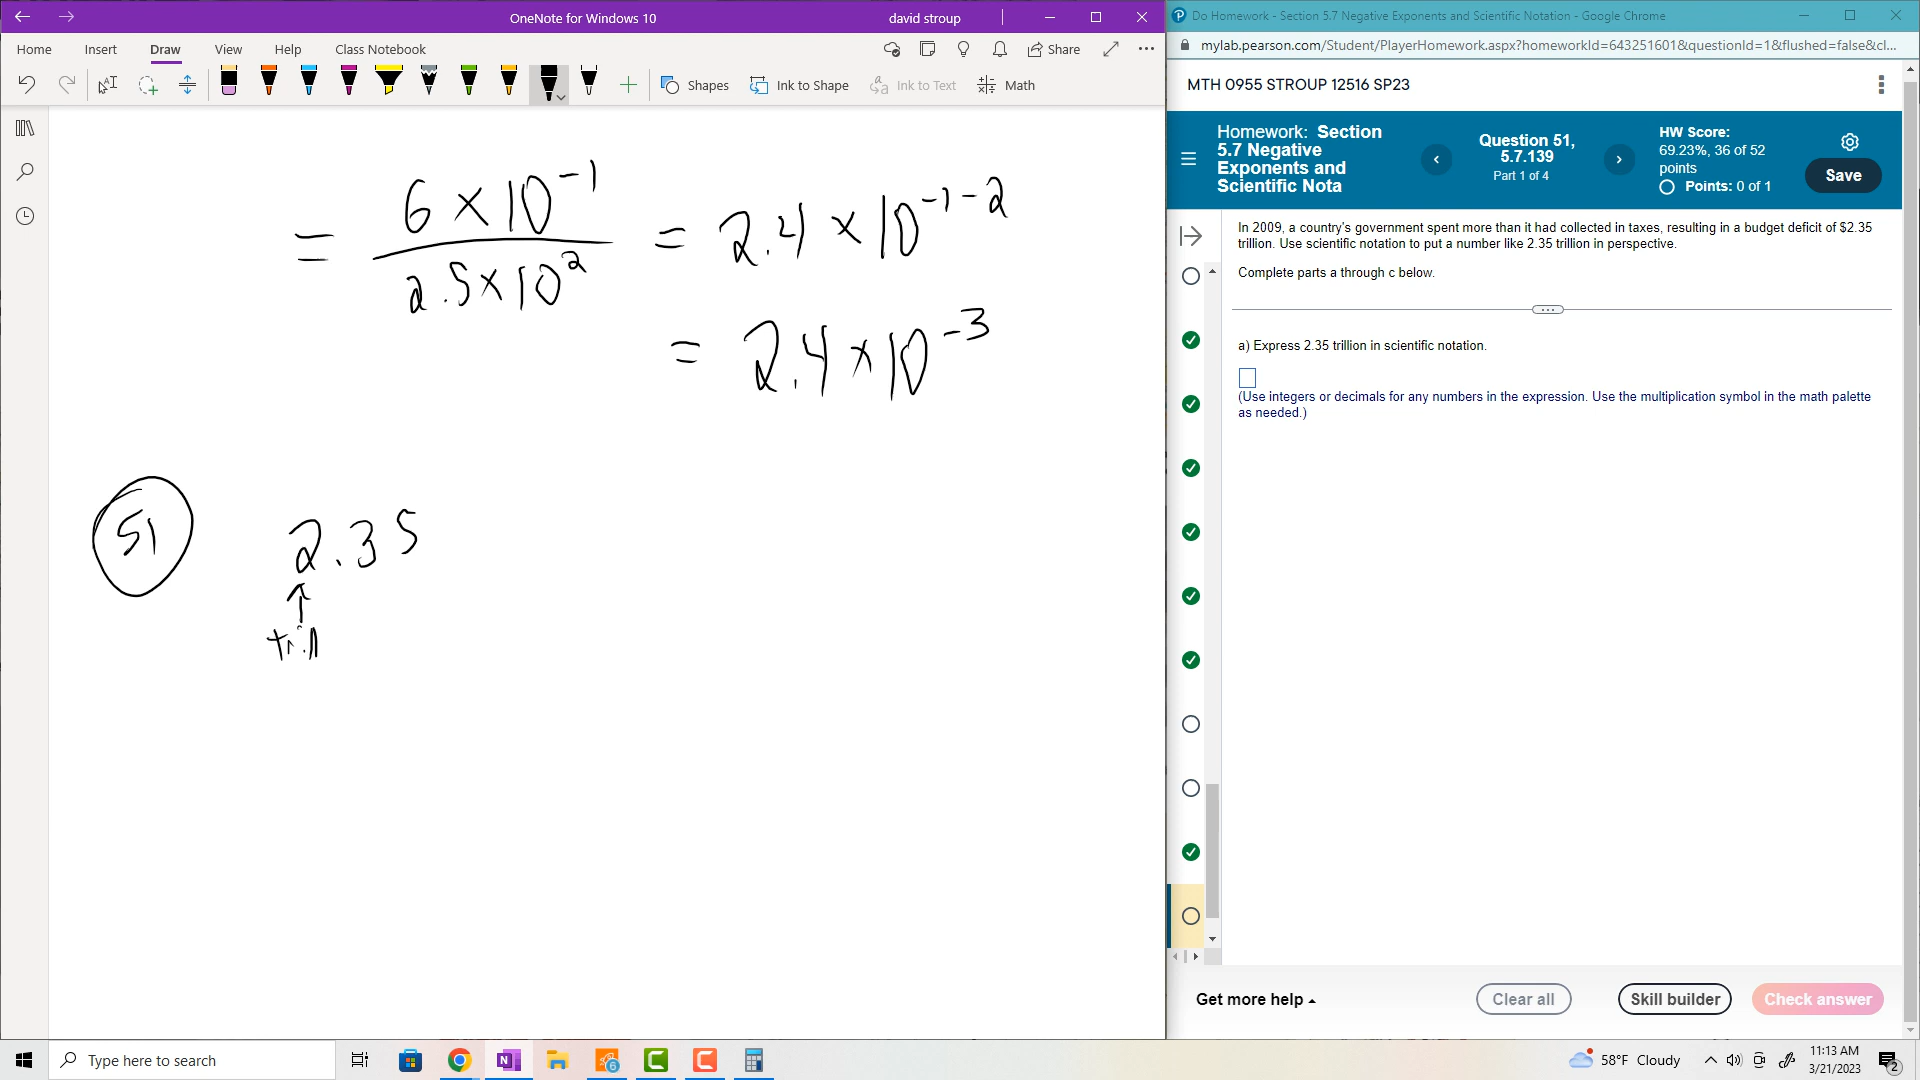 OneNote for Windows 10
david stroup
Home Insert Draw View Help Class Notebook
Share
Shapes Ink to Shape Ink to Text Math
= 6 × 10⁻¹ / 2.5 × 10² = 2.4 × 10⁻¹⁻²
= 2.4 × 10⁻³
51 2.35
trill
Do Homework - Section 5.7 Negative Exponents and Scientific Notation - Google Chrome
mylab.pearson.com/Student/PlayerHomework.aspx?homeworkId=643251601&questionId=1&flushed=false&cl...
MTH 0955 STROUP 12516 SP23
Homework: Section
5.7 Negative
Exponents and
Scientific Nota
Question 51,
5.7.139
Part 1 of 4
HW Score:
69.23%, 36 of 52
points
Points: 0 of 1
Save
In 2009, a country's government spent more than it had collected in taxes, resulting in a budget deficit of $2.35
trillion. Use scientific notation to put a number like 2.35 trillion in perspective.
Complete parts a through c below.
a) Express 2.35 trillion in scientific notation.
(Use integers or decimals for any numbers in the expression. Use the multiplication symbol in the math palette
as needed.)
Get more help
Clear all
Skill builder
Check answer
Type here to search
6
58°F Cloudy
11:13 AM
3/21/2023
2